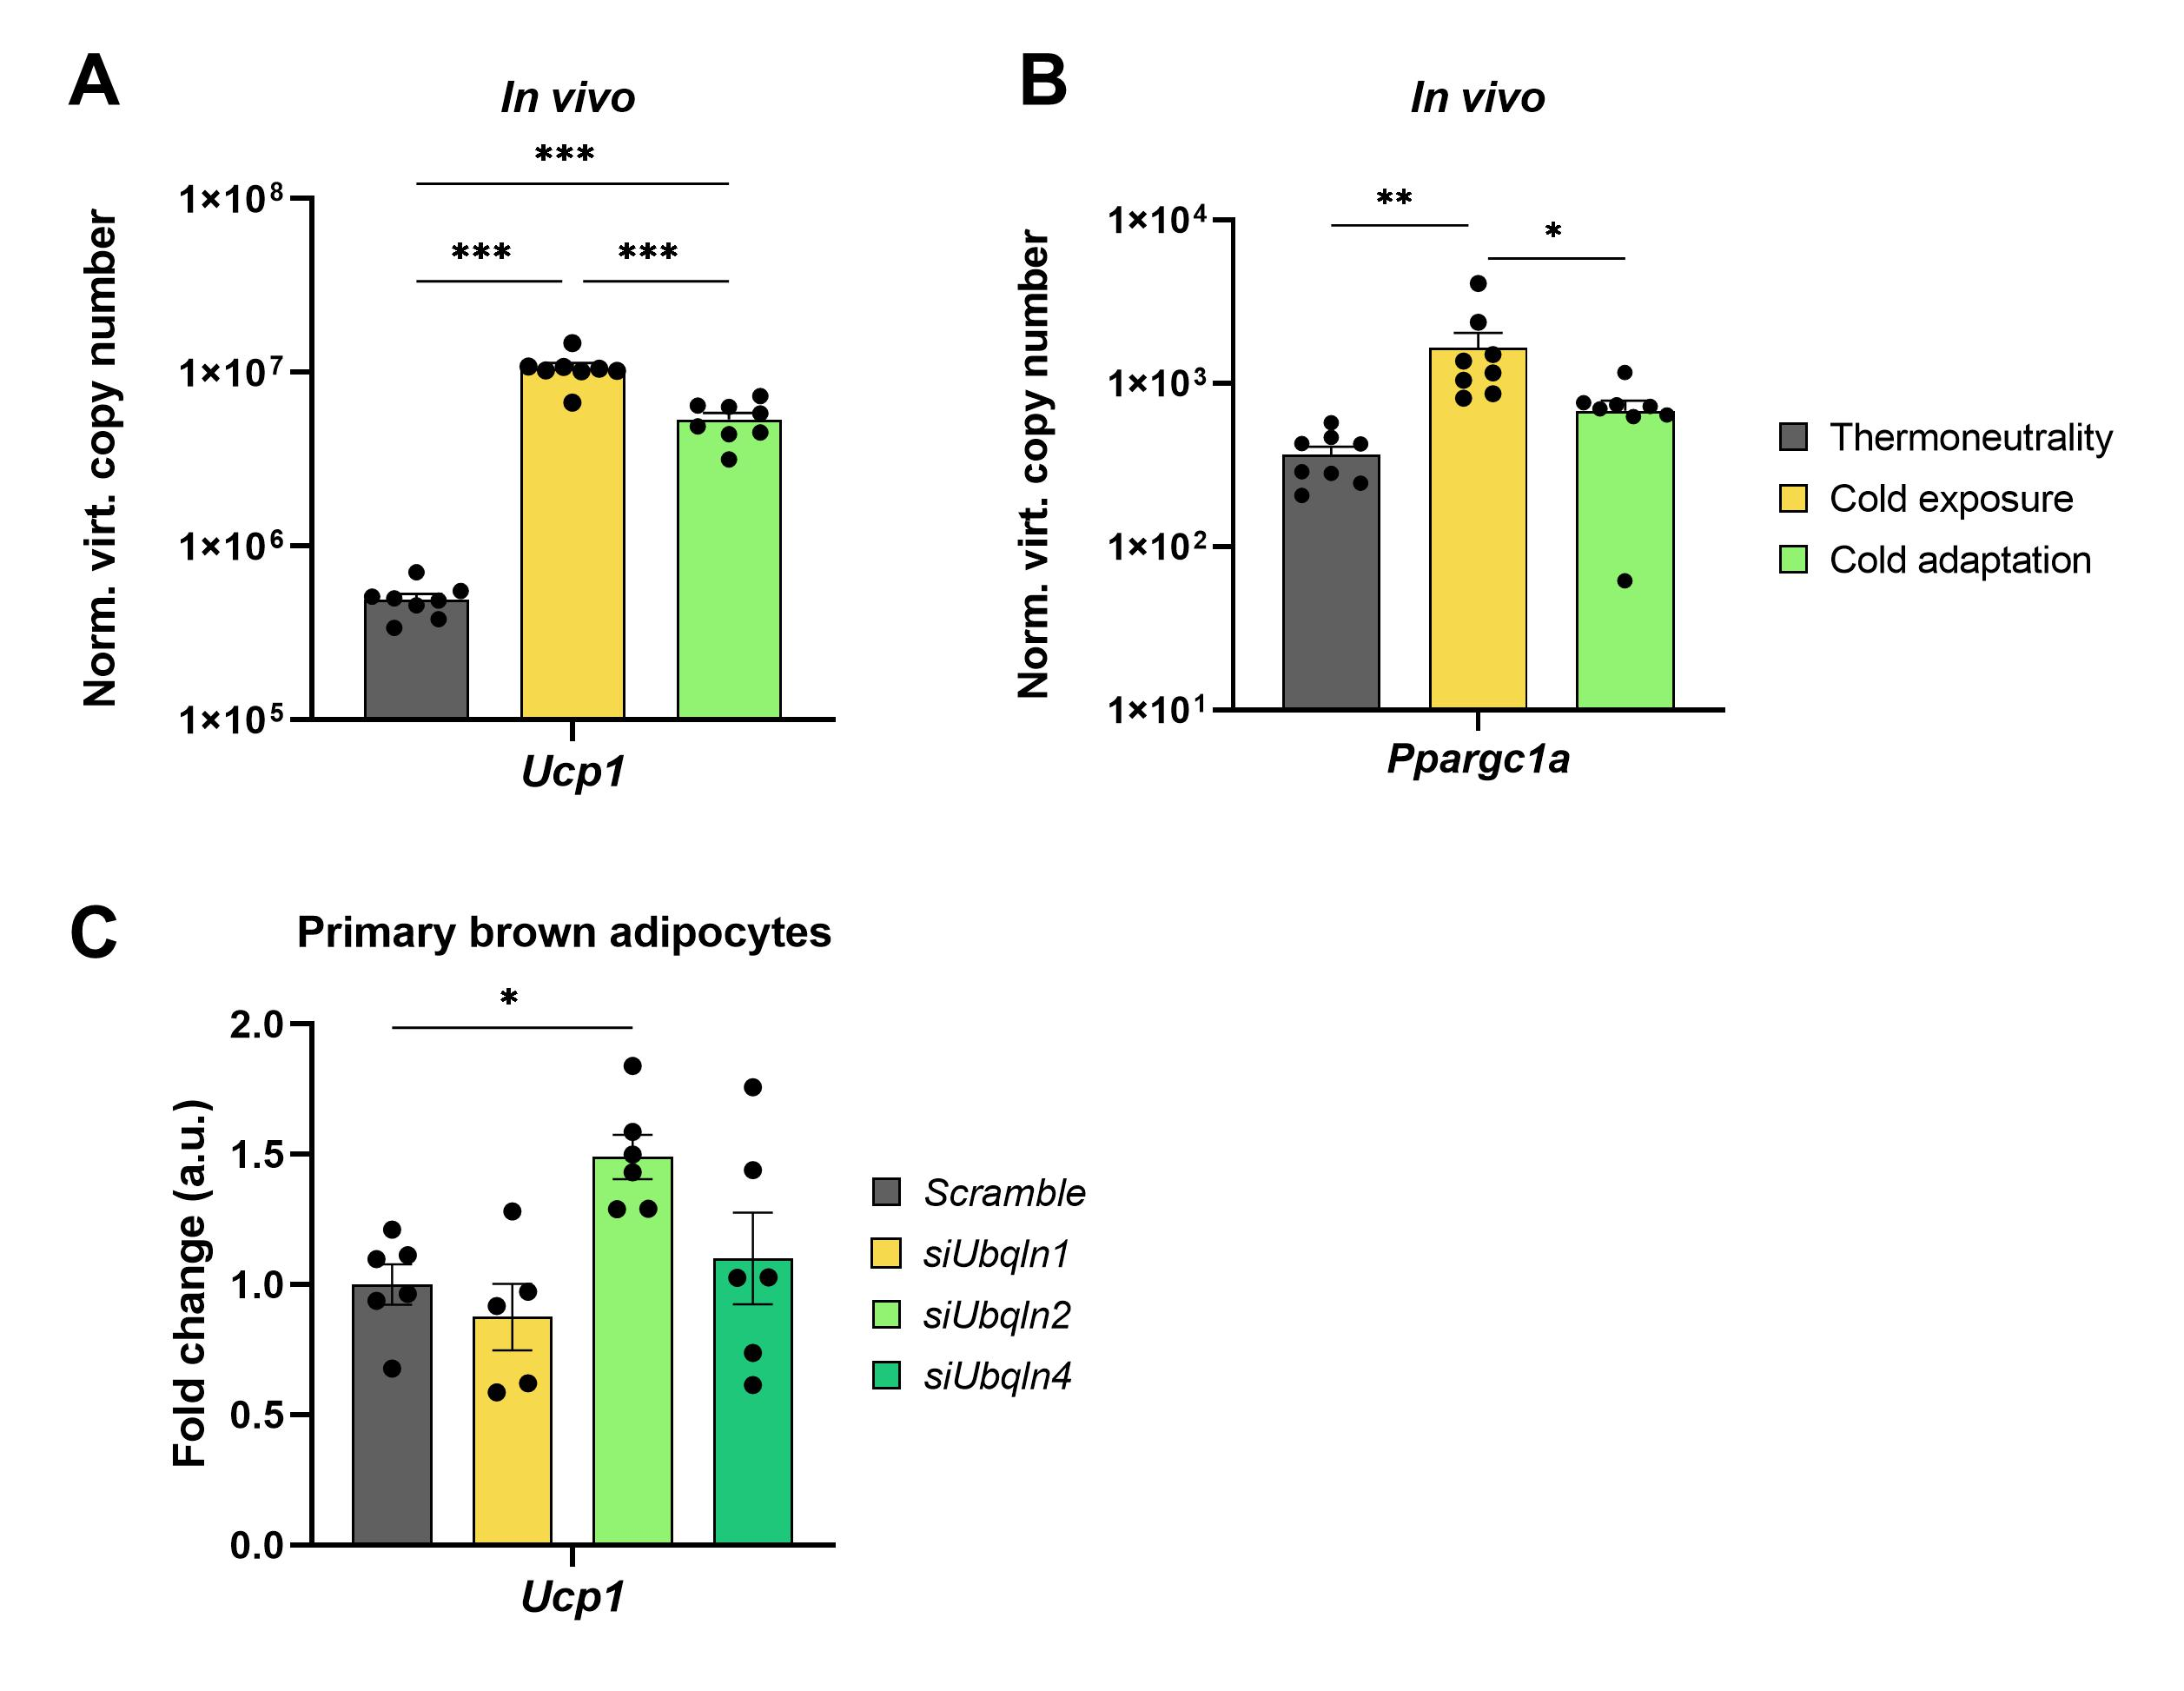 A
In vivo
***
*** ***
Norm. virt. copy number
1×10⁸
1×10⁷
1×10⁶
1×10⁵
Ucp1
B
In vivo
**
*
Norm. virt. copy number
1×10⁴
1×10³
1×10²
1×10¹
Ppargc1a
Thermoneutrality
Cold exposure
Cold adaptation
C
Primary brown adipocytes
*
Fold change (a.u.)
2.0
1.5
1.0
0.5
0.0
Ucp1
Scramble
siUbqln1
siUbqln2
siUbqln4